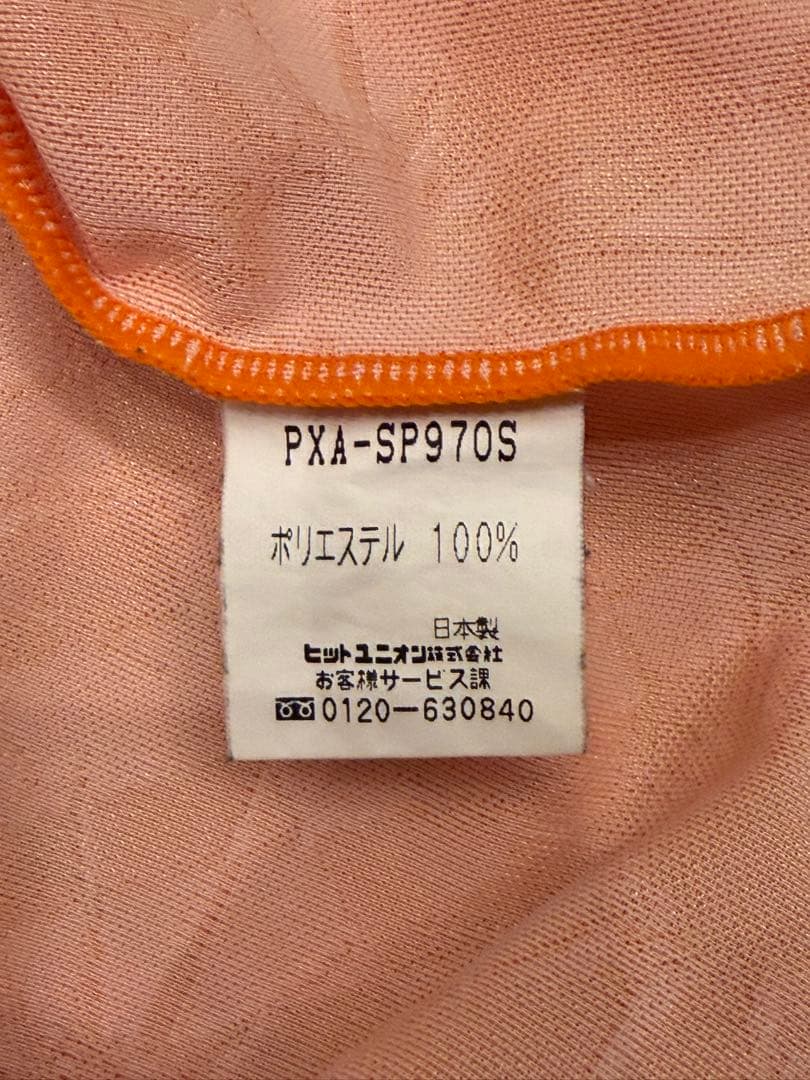 PXA-SP970S
ポリエステル 100%
日本製
ヒットユニオン株式会社
お客様サービス課
0120-630840